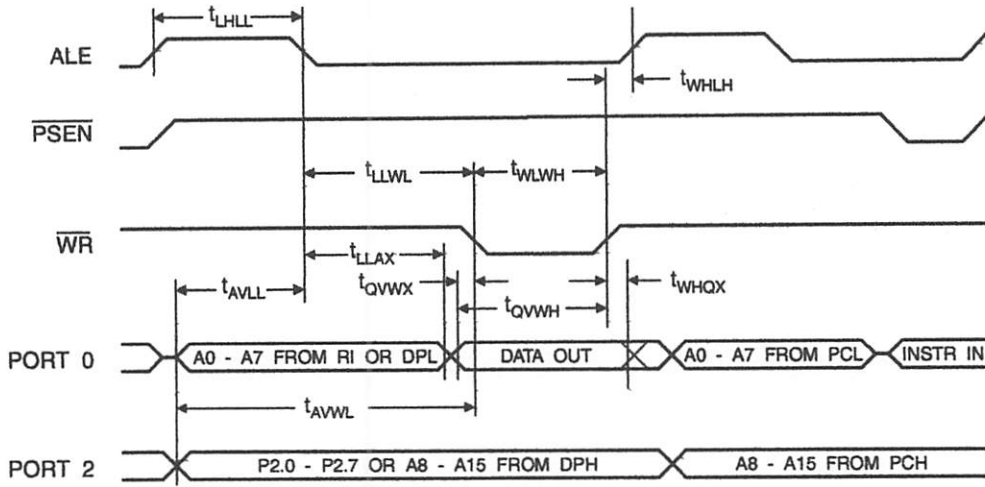 tLHLL
ALE
tWHLH
PSEN
tLLWL
tWLWH
WR
tLLAX
tAVLL
tQVWX
tWHQX
tQVWH
PORT 0
A0 - A7 FROM RI OR DPL
DATA OUT
A0 - A7 FROM PCL
INSTR IN
tAVWL
PORT 2
P2.0 - P2.7 OR A8 - A15 FROM DPH
A8 - A15 FROM PCH